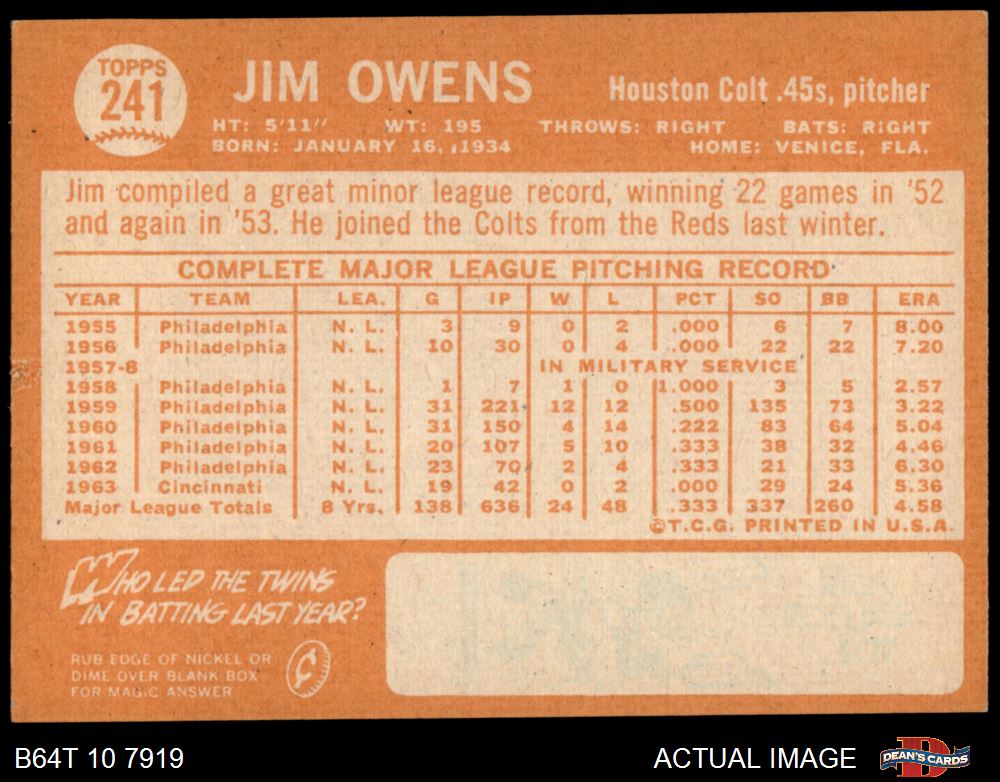 TOPPS
241
JIM OWENS
Houston Colt .45s, pitcher
HT: 5'11" WT: 195 THROWS: RIGHT BATS: RIGHT
BORN: JANUARY 16, 1934 HOME: VENICE, FLA.
Jim compiled a great minor league record, winning 22 games in '52
and again in '53. He joined the Colts from the Reds last winter.
COMPLETE MAJOR LEAGUE PITCHING RECORD
YEAR TEAM LEA. G IP W L PCT SO BB ERA
1955 Philadelphia N. L. 3 9 0 2 .000 6 7 8.00
1956 Philadelphia N. L. 10 30 0 4 .000 22 22 7.20
1957-8 IN MILITARY SERVICE
1958 Philadelphia N. L. 1 7 1 0 1.000 3 5 2.57
1959 Philadelphia N. L. 31 221 12 12 .500 135 73 3.22
1960 Philadelphia N. L. 31 150 4 14 .222 83 64 5.04
1961 Philadelphia N. L. 20 107 5 10 .333 38 32 4.46
1962 Philadelphia N. L. 23 70 2 4 .333 21 33 6.30
1963 Cincinnati N. L. 19 42 0 2 .000 29 24 5.36
Major League Totals 8 Yrs. 138 636 24 48 .333 337 260 4.58
©T.C.G. PRINTED IN U.S.A.
WHO LED THE TWINS
IN BATTING LAST YEAR?
RUB EDGE OF NICKEL OR
DIME OVER BLANK BOX
FOR MAGIC ANSWER
¢
B64T 10 7919 ACTUAL IMAGE DEAN'S CARDS